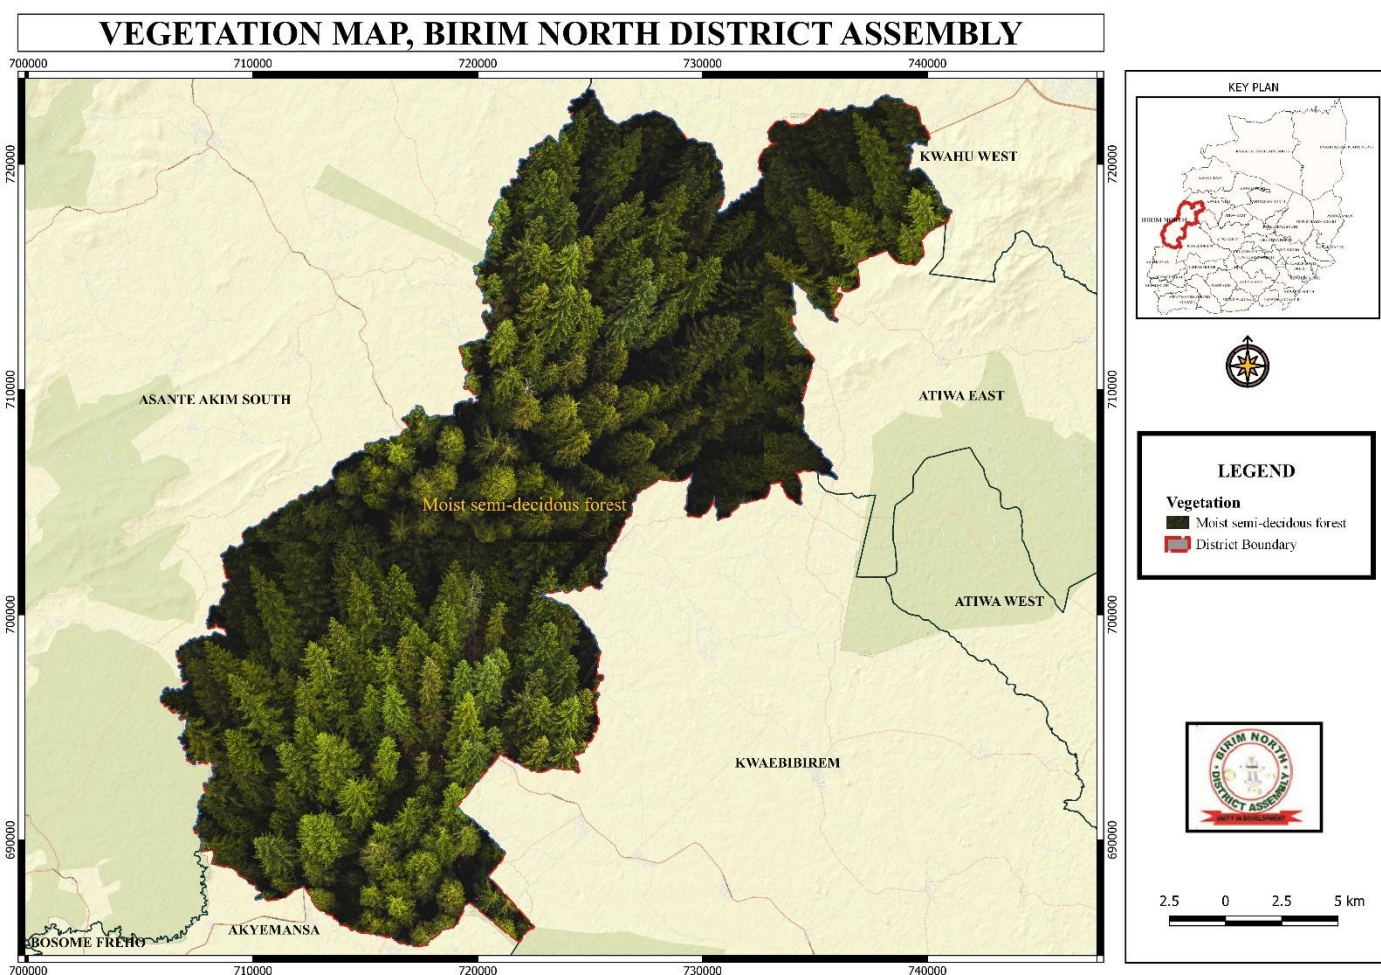 VEGETATION MAP, BIRIM NORTH DISTRICT ASSEMBLY
700000 710000 720000 730000 740000
720000
710000
700000
690000
KWAHU WEST
ASANTE AKIM SOUTH
ATIWA EAST
Moist semi-decidous forest
ATIWA WEST
KWAEBIBIREM
AKYEMANSA
BOSOME FREHO
720000
710000
700000
690000
700000 710000 720000 730000 740000
KEY PLAN
BIRIM NORTH
LEGEND
Vegetation
Moist semi-decidous forest
District Boundary
BIRIM NORTH
DISTRICT ASSEMBLY
UNITY IN DEVELOPMENT
2.5 0 2.5 5 km